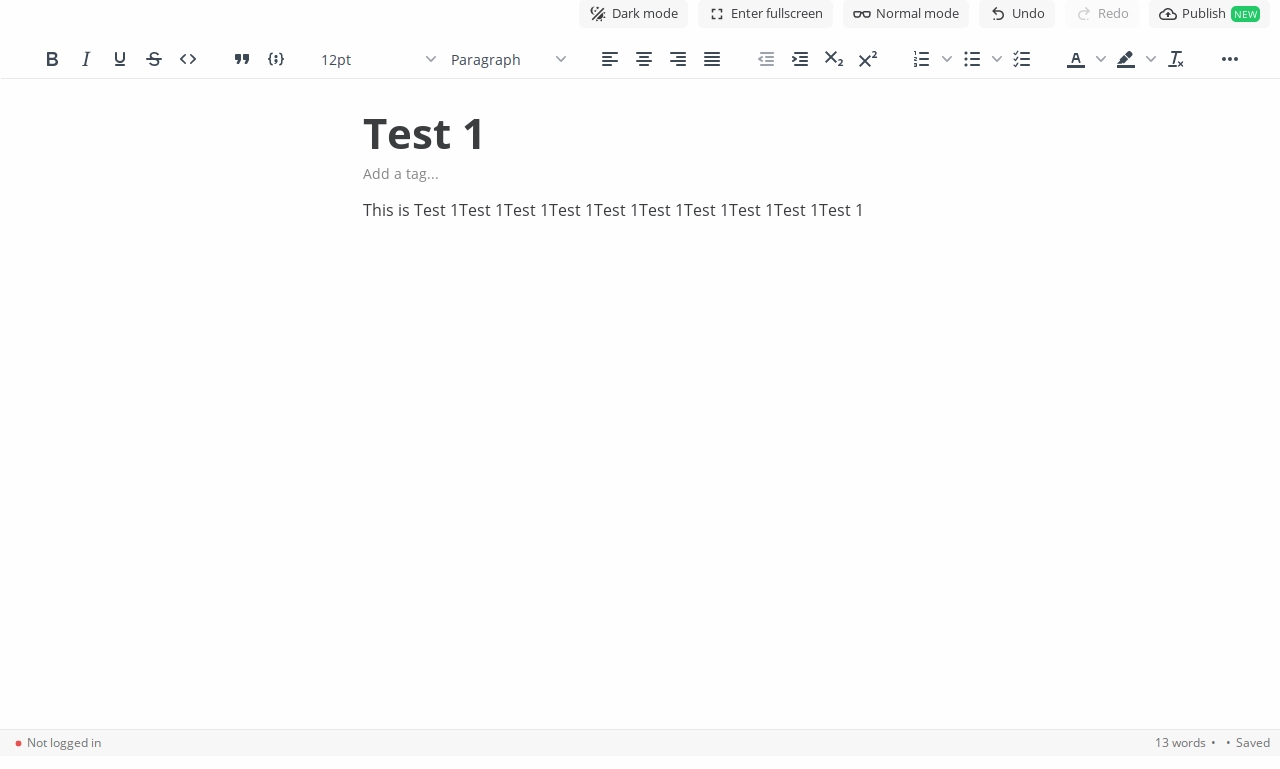 Dark mode Enter fullscreen Normal mode Undo Redo Publish NEW
12pt Paragraph
Test 1
Add a tag...
This is Test 1Test 1Test 1Test 1Test 1Test 1Test 1Test 1Test 1Test 1
Not logged in 13 words • • Saved